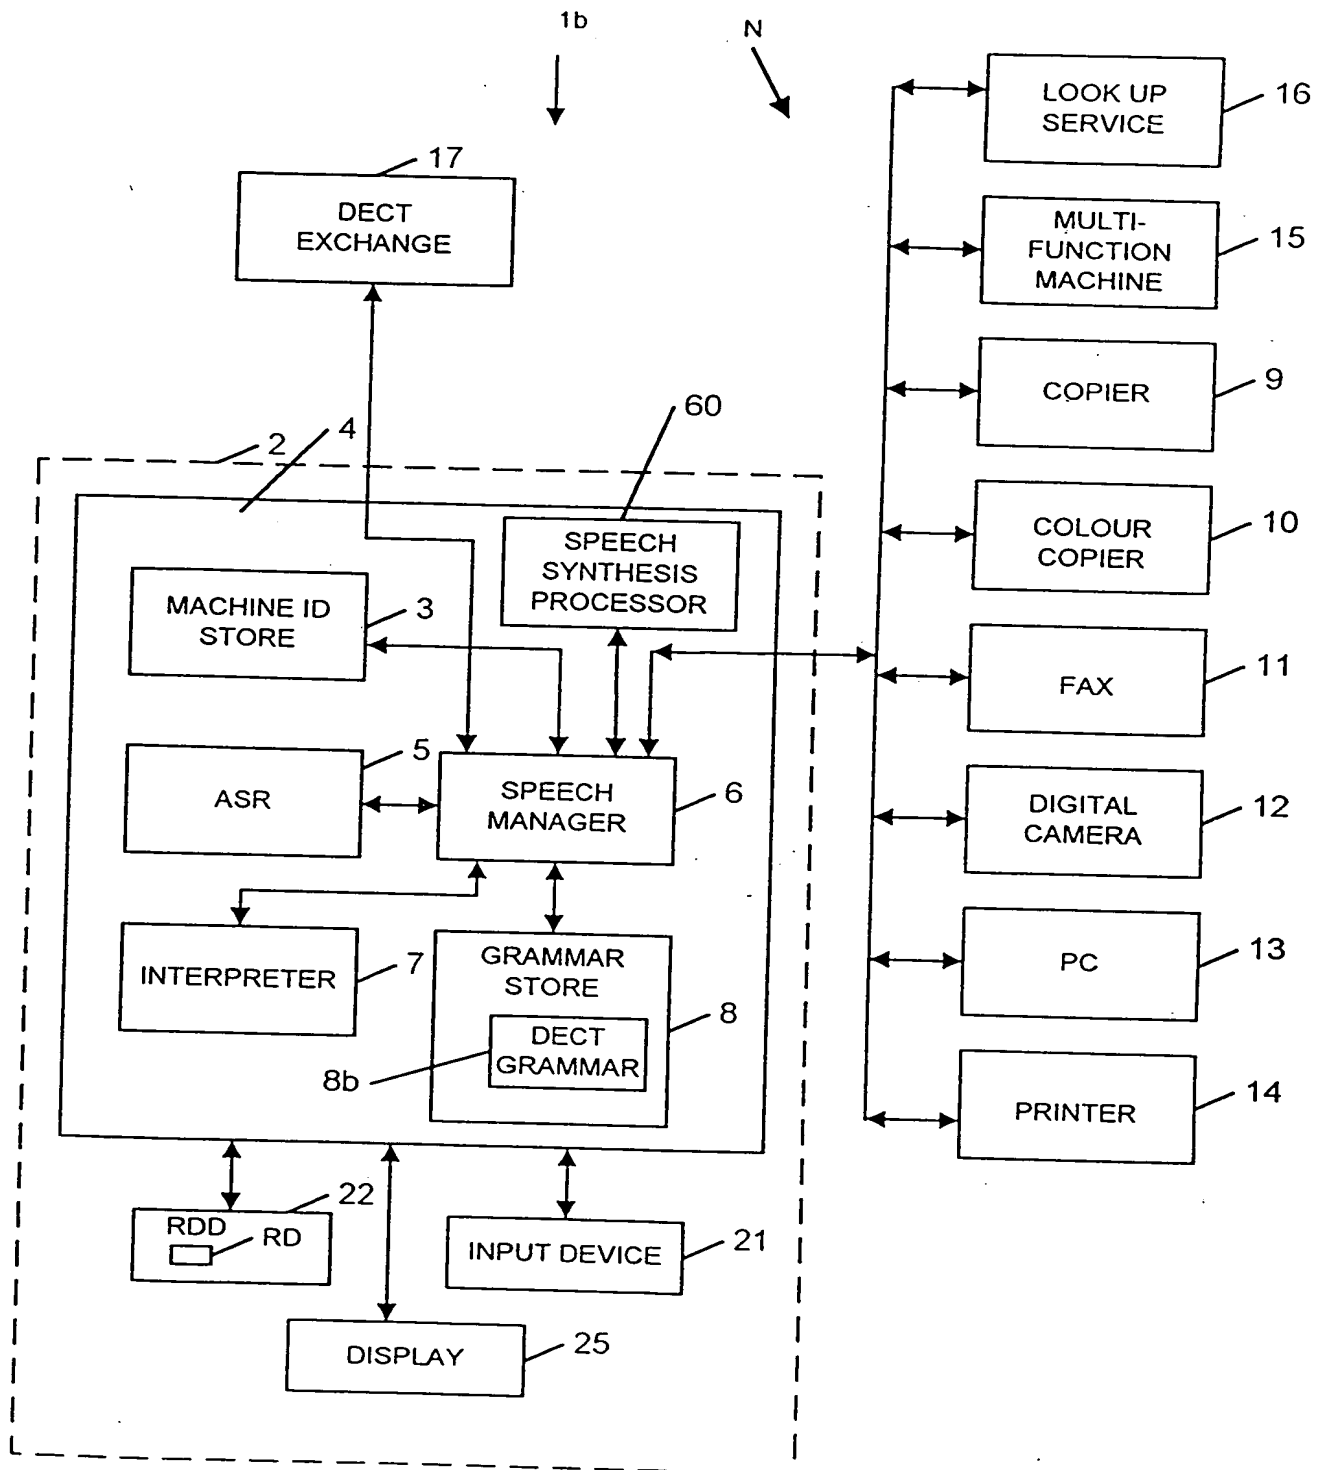 1b
N
LOOK UP
SERVICE
16
17
DECT
EXCHANGE
MULTI-
FUNCTION
MACHINE
15
COPIER
9
60
2
4
COLOUR
COPIER
10
SPEECH
SYNTHESIS
PROCESSOR
MACHINE ID
STORE
3
FAX
11
5
ASR
SPEECH
MANAGER
6
DIGITAL
CAMERA
12
INTERPRETER
7
GRAMMAR
STORE
8
DECT
GRAMMAR
8b
PC
13
PRINTER
14
22
RDD
RD
INPUT DEVICE
21
DISPLAY
25